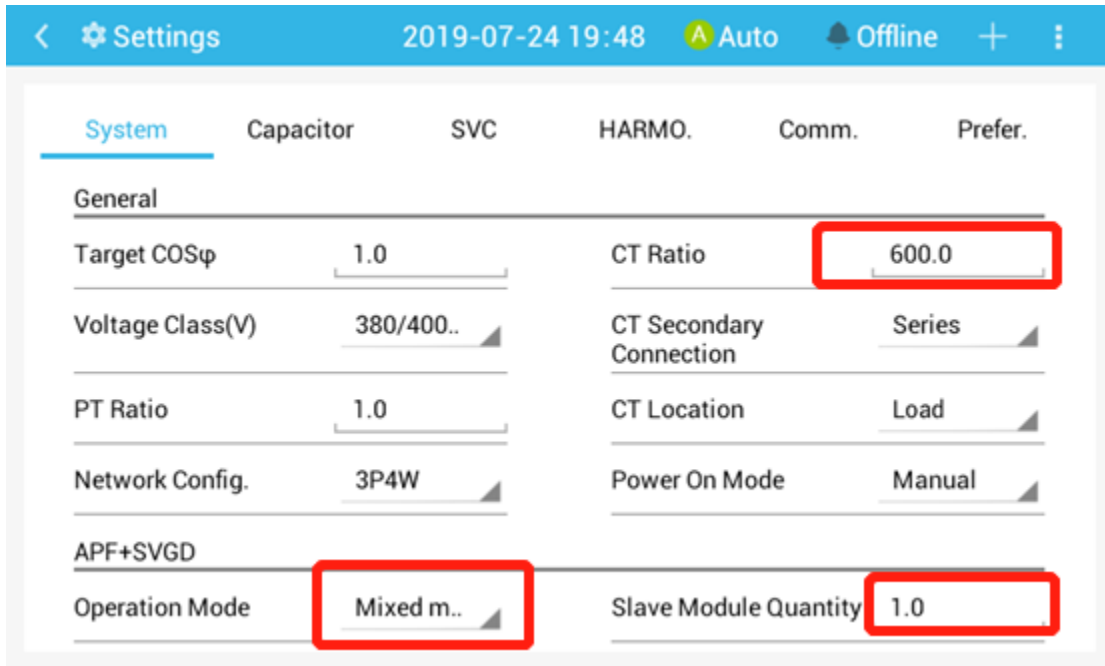 Settings 2019-07-24 19:48 A Auto Offline
System Capacitor SVC HARMO. Comm. Prefer.
General
Target COSφ 1.0 CT Ratio 600.0
Voltage Class(V) 380/400.. CT Secondary Series
Connection
PT Ratio 1.0 CT Location Load
Network Config. 3P4W Power On Mode Manual
APF+SVGD
Operation Mode Mixed m.. Slave Module Quantity 1.0